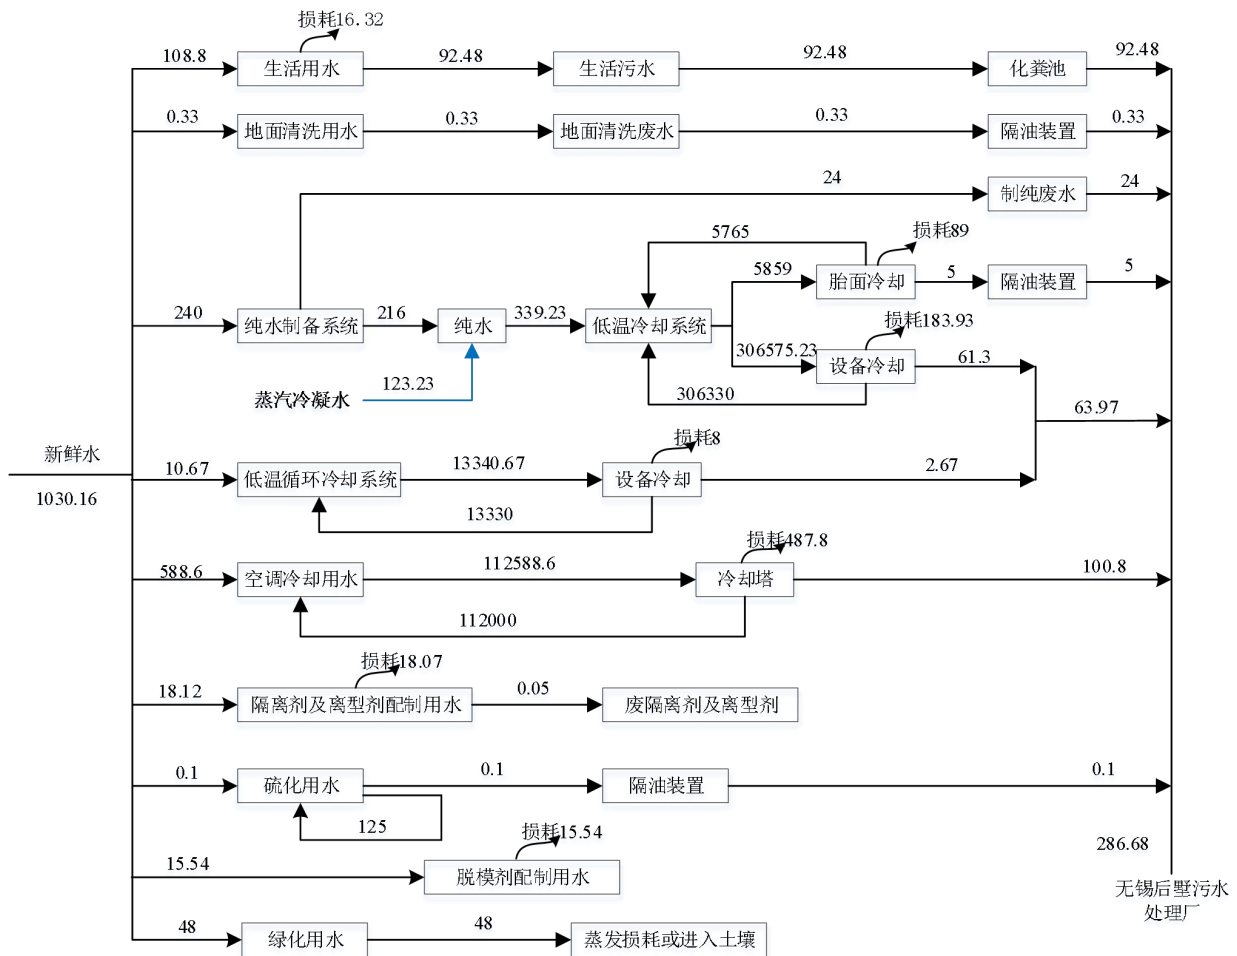 损耗16.32
108.8
生活用水
92.48
生活污水
92.48
化粪池
92.48
0.33
地面清洗用水
0.33
地面清洗废水
0.33
隔油装置
0.33
24
制纯废水
24
5765
损耗89
5859
胎面冷却
5
隔油装置
5
240
纯水制备系统
216
纯水
339.23
低温冷却系统
损耗183.93
306575.23
设备冷却
61.3
306330
蒸汽冷凝水
123.23
63.97
新鲜水
1030.16
10.67
低温循环冷却系统
13340.67
损耗8
设备冷却
2.67
13330
588.6
空调冷却用水
112588.6
损耗487.8
冷却塔
100.8
112000
损耗18.07
18.12
隔离剂及离型剂配制用水
0.05
废隔离剂及离型剂
0.1
硫化用水
0.1
隔油装置
0.1
125
损耗15.54
15.54
脱模剂配制用水
286.68
无锡后墅污水
处理厂
48
绿化用水
48
蒸发损耗或进入土壤